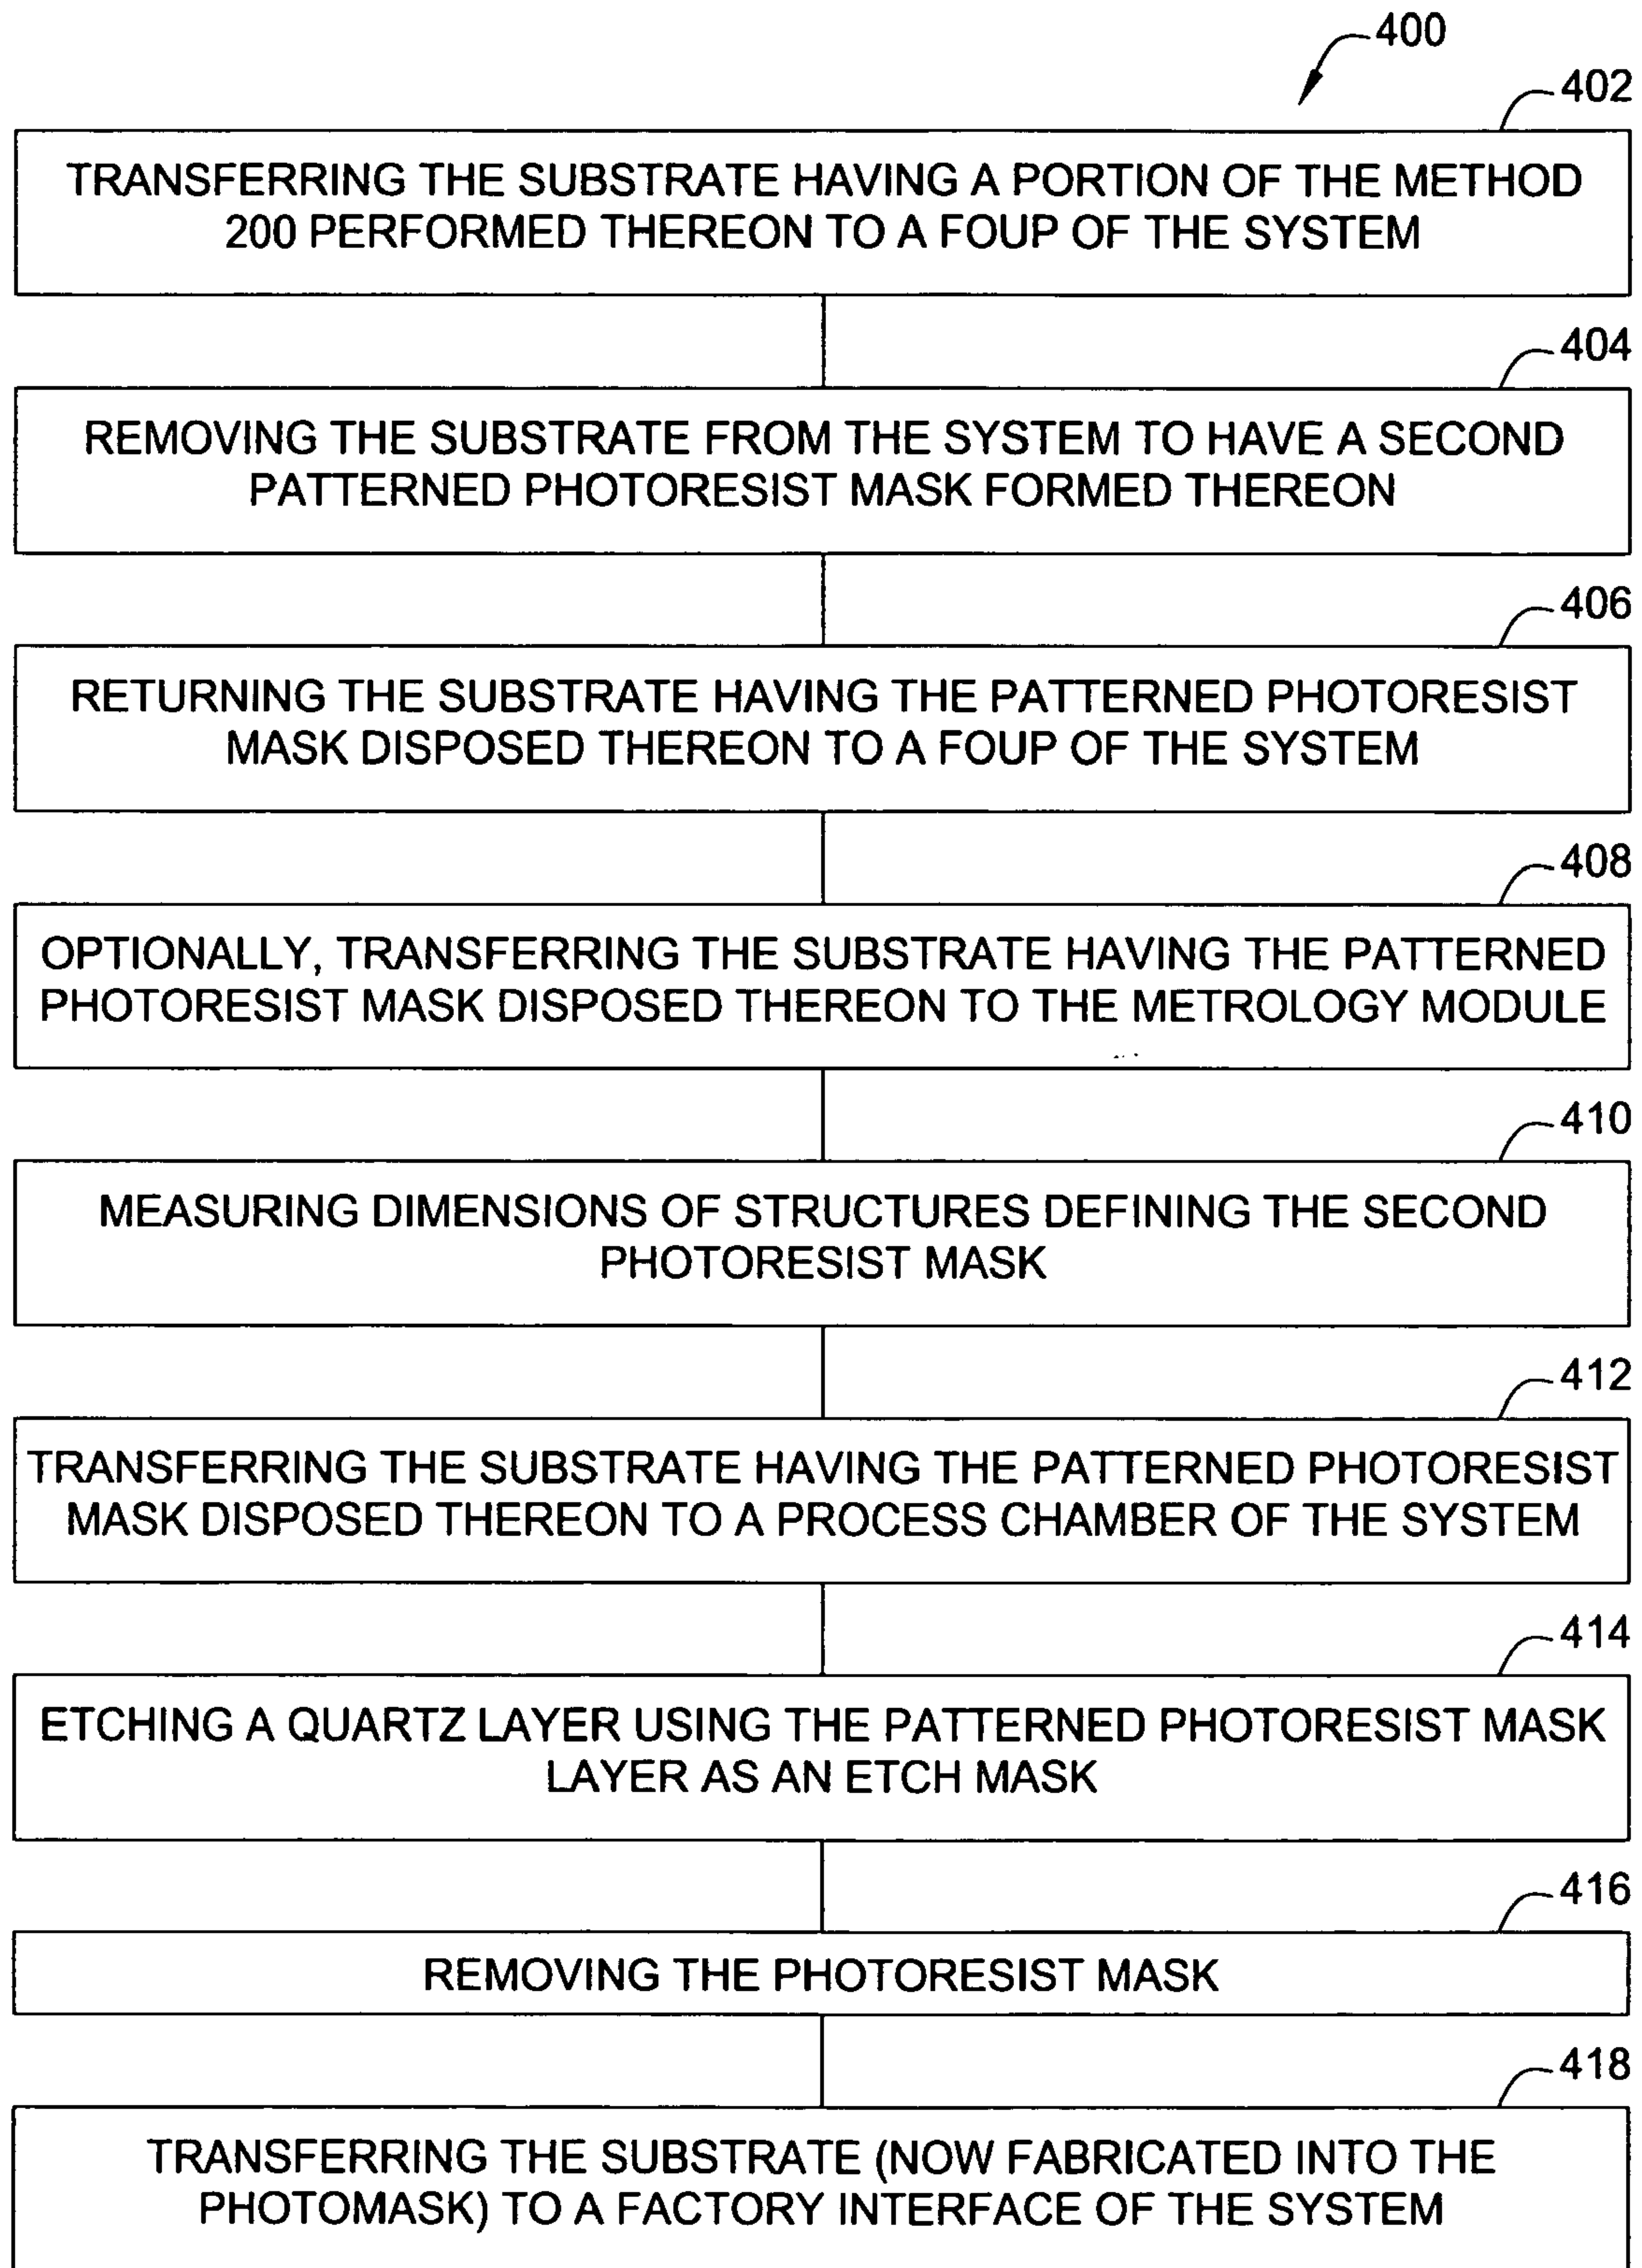 400
402
TRANSFERRING THE SUBSTRATE HAVING A PORTION OF THE METHOD
200 PERFORMED THEREON TO A FOUP OF THE SYSTEM
404
REMOVING THE SUBSTRATE FROM THE SYSTEM TO HAVE A SECOND
PATTERNED PHOTORESIST MASK FORMED THEREON
406
RETURNING THE SUBSTRATE HAVING THE PATTERNED PHOTORESIST
MASK DISPOSED THEREON TO A FOUP OF THE SYSTEM
408
OPTIONALLY, TRANSFERRING THE SUBSTRATE HAVING THE PATTERNED
PHOTORESIST MASK DISPOSED THEREON TO THE METROLOGY MODULE
410
MEASURING DIMENSIONS OF STRUCTURES DEFINING THE SECOND
PHOTORESIST MASK
412
TRANSFERRING THE SUBSTRATE HAVING THE PATTERNED PHOTORESIST
MASK DISPOSED THEREON TO A PROCESS CHAMBER OF THE SYSTEM
414
ETCHING A QUARTZ LAYER USING THE PATTERNED PHOTORESIST MASK
LAYER AS AN ETCH MASK
416
REMOVING THE PHOTORESIST MASK
418
TRANSFERRING THE SUBSTRATE (NOW FABRICATED INTO THE
PHOTOMASK) TO A FACTORY INTERFACE OF THE SYSTEM